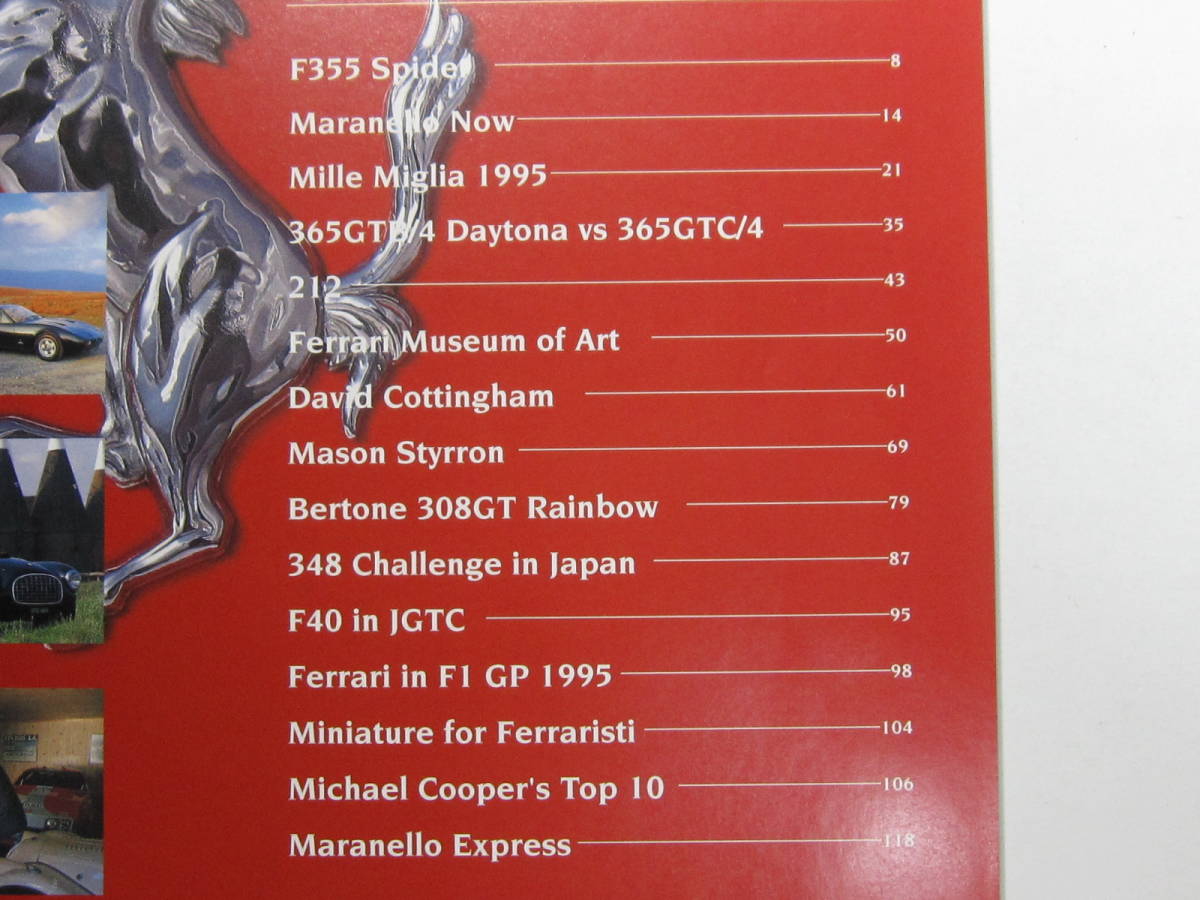 F355 Spider 8
Maranello Now 14
Mille Miglia 1995 21
365GTB/4 Daytona vs 365GTC/4 35
212 43
Ferrari Museum of Art 50
David Cottingham 61
Mason Styrron 69
Bertone 308GT Rainbow 79
348 Challenge in Japan 87
F40 in JGTC 95
Ferrari in F1 GP 1995 98
Miniature for Ferraristi 104
Michael Cooper's Top 10 106
Maranello Express 118